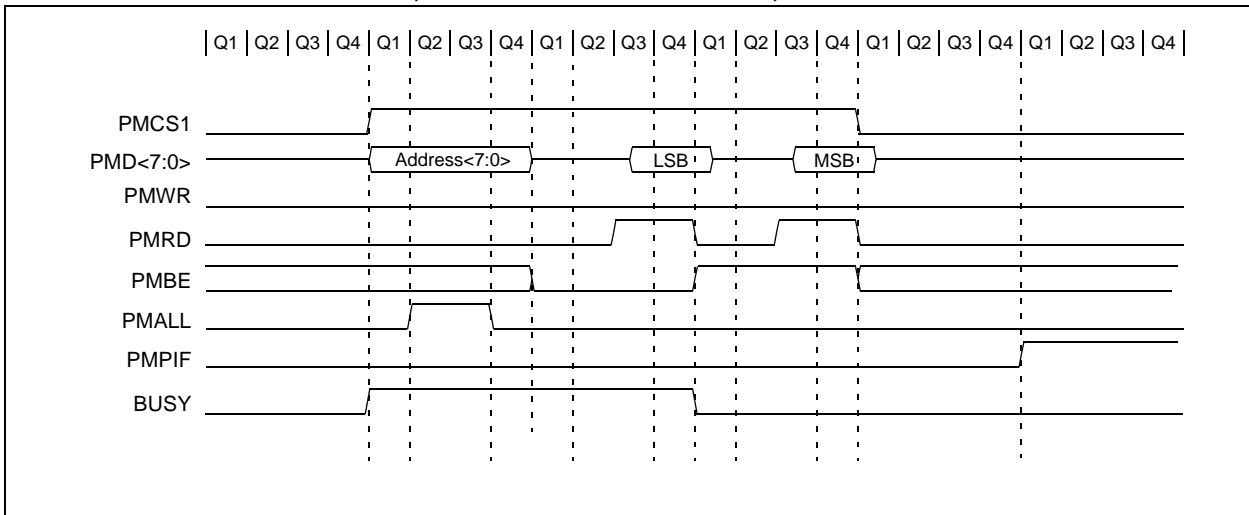 Q1 Q2 Q3 Q4 Q1 Q2 Q3 Q4 Q1 Q2 Q3 Q4 Q1 Q2 Q3 Q4 Q1 Q2 Q3 Q4 Q1 Q2 Q3 Q4
PMCS1
PMD<7:0> Address<7:0> LSB MSB
PMWR
PMRD
PMBE
PMALL
PMPIF
BUSY